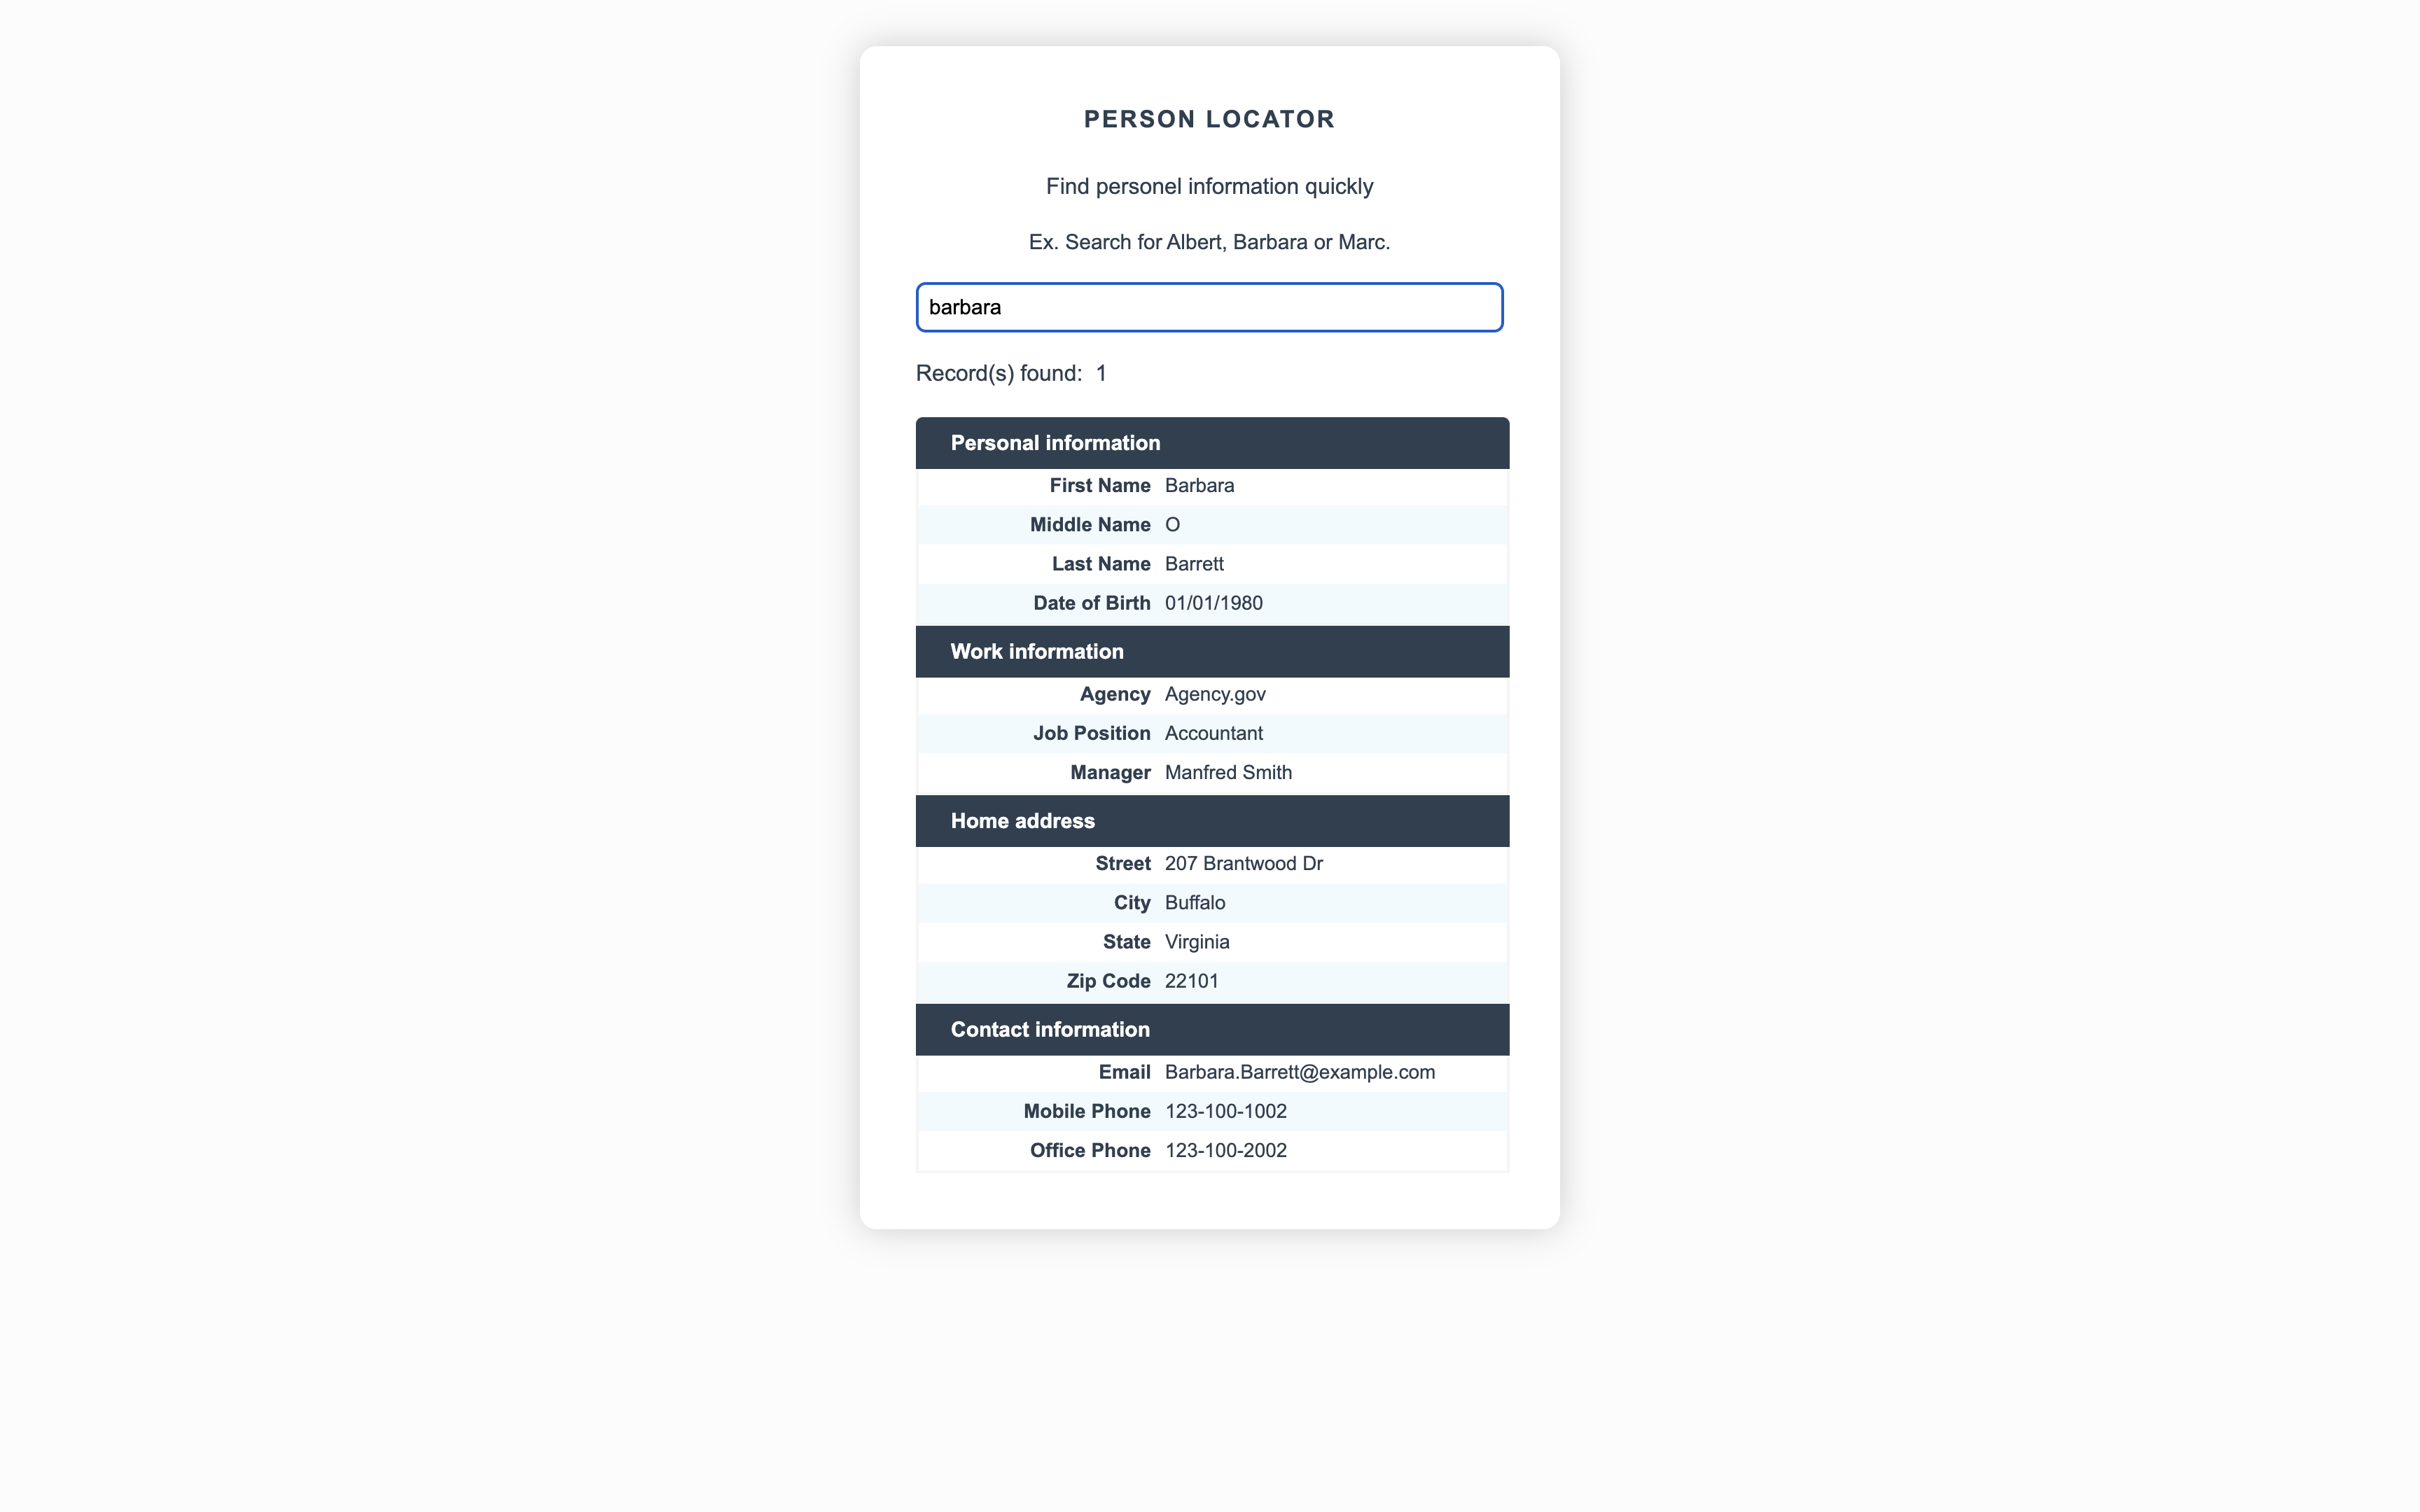 PERSON LOCATOR
Find personel information quickly
Ex. Search for Albert, Barbara or Marc.
barbara
Record(s) found: 1
Personal information
First Name Barbara
Middle Name O
Last Name Barrett
Date of Birth 01/01/1980
Work information
Agency Agency.gov
Job Position Accountant
Manager Manfred Smith
Home address
Street 207 Brantwood Dr
City Buffalo
State Virginia
Zip Code 22101
Contact information
Email Barbara.Barrett@example.com
Mobile Phone 123-100-1002
Office Phone 123-100-2002